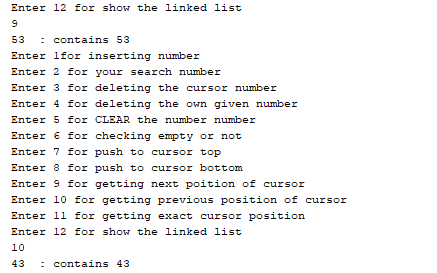 Enter 12 for show the linked list
9
53  : contains 53
Enter 1for inserting number
Enter 2 for your search number
Enter 3 for deleting the cursor number
Enter 4 for deleting the own given number
Enter 5 for CLEAR the number number
Enter 6 for checking empty or not
Enter 7 for push to cursor top
Enter 8 for push to cursor bottom
Enter 9 for getting next poition of cursor
Enter 10 for getting previous position of cursor
Enter 11 for getting exact cursor position
Enter 12 for show the linked list
10
43  : contains 43